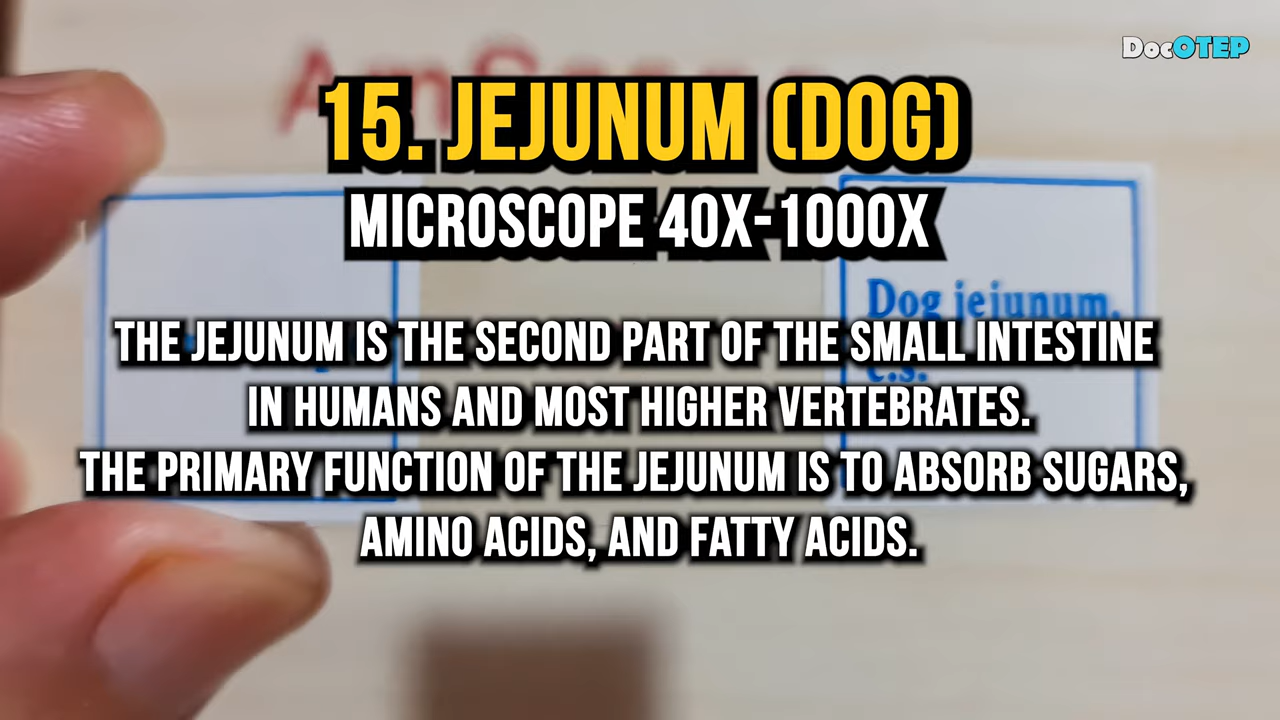 DocOTEP
15. JEJUNUM (DOG)
MICROSCOPE 40X-1000X
Dog jejunum,
THE JEJUNUM IS THE SECOND PART OF THE SMALL INTESTINE
c.s.
IN HUMANS AND MOST HIGHER VERTEBRATES.
THE PRIMARY FUNCTION OF THE JEJUNUM IS TO ABSORB SUGARS,
AMINO ACIDS, AND FATTY ACIDS.